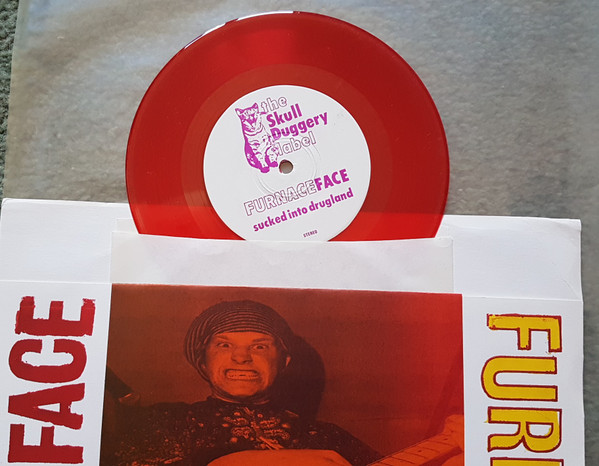 the
Skull
Duggery
label
FURNACEFACE
sucked into drugland
STEREO
FACE
FUR